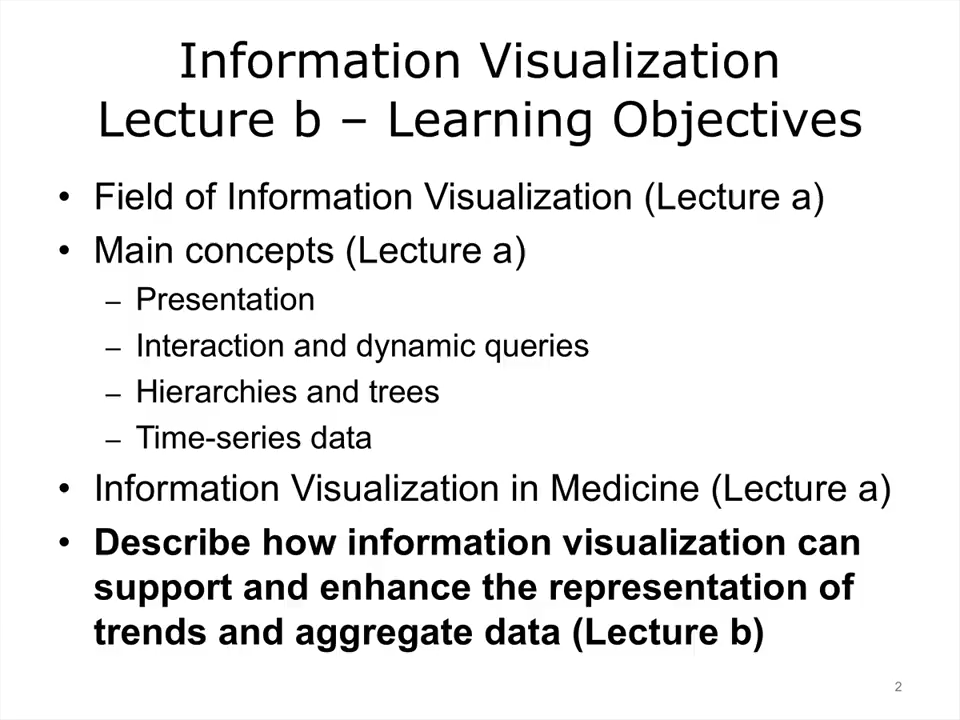 Information Visualization
Lecture b – Learning Objectives
• Field of Information Visualization (Lecture a)
• Main concepts (Lecture a)
– Presentation
– Interaction and dynamic queries
– Hierarchies and trees
– Time-series data
• Information Visualization in Medicine (Lecture a)
• Describe how information visualization can
support and enhance the representation of
trends and aggregate data (Lecture b)
2